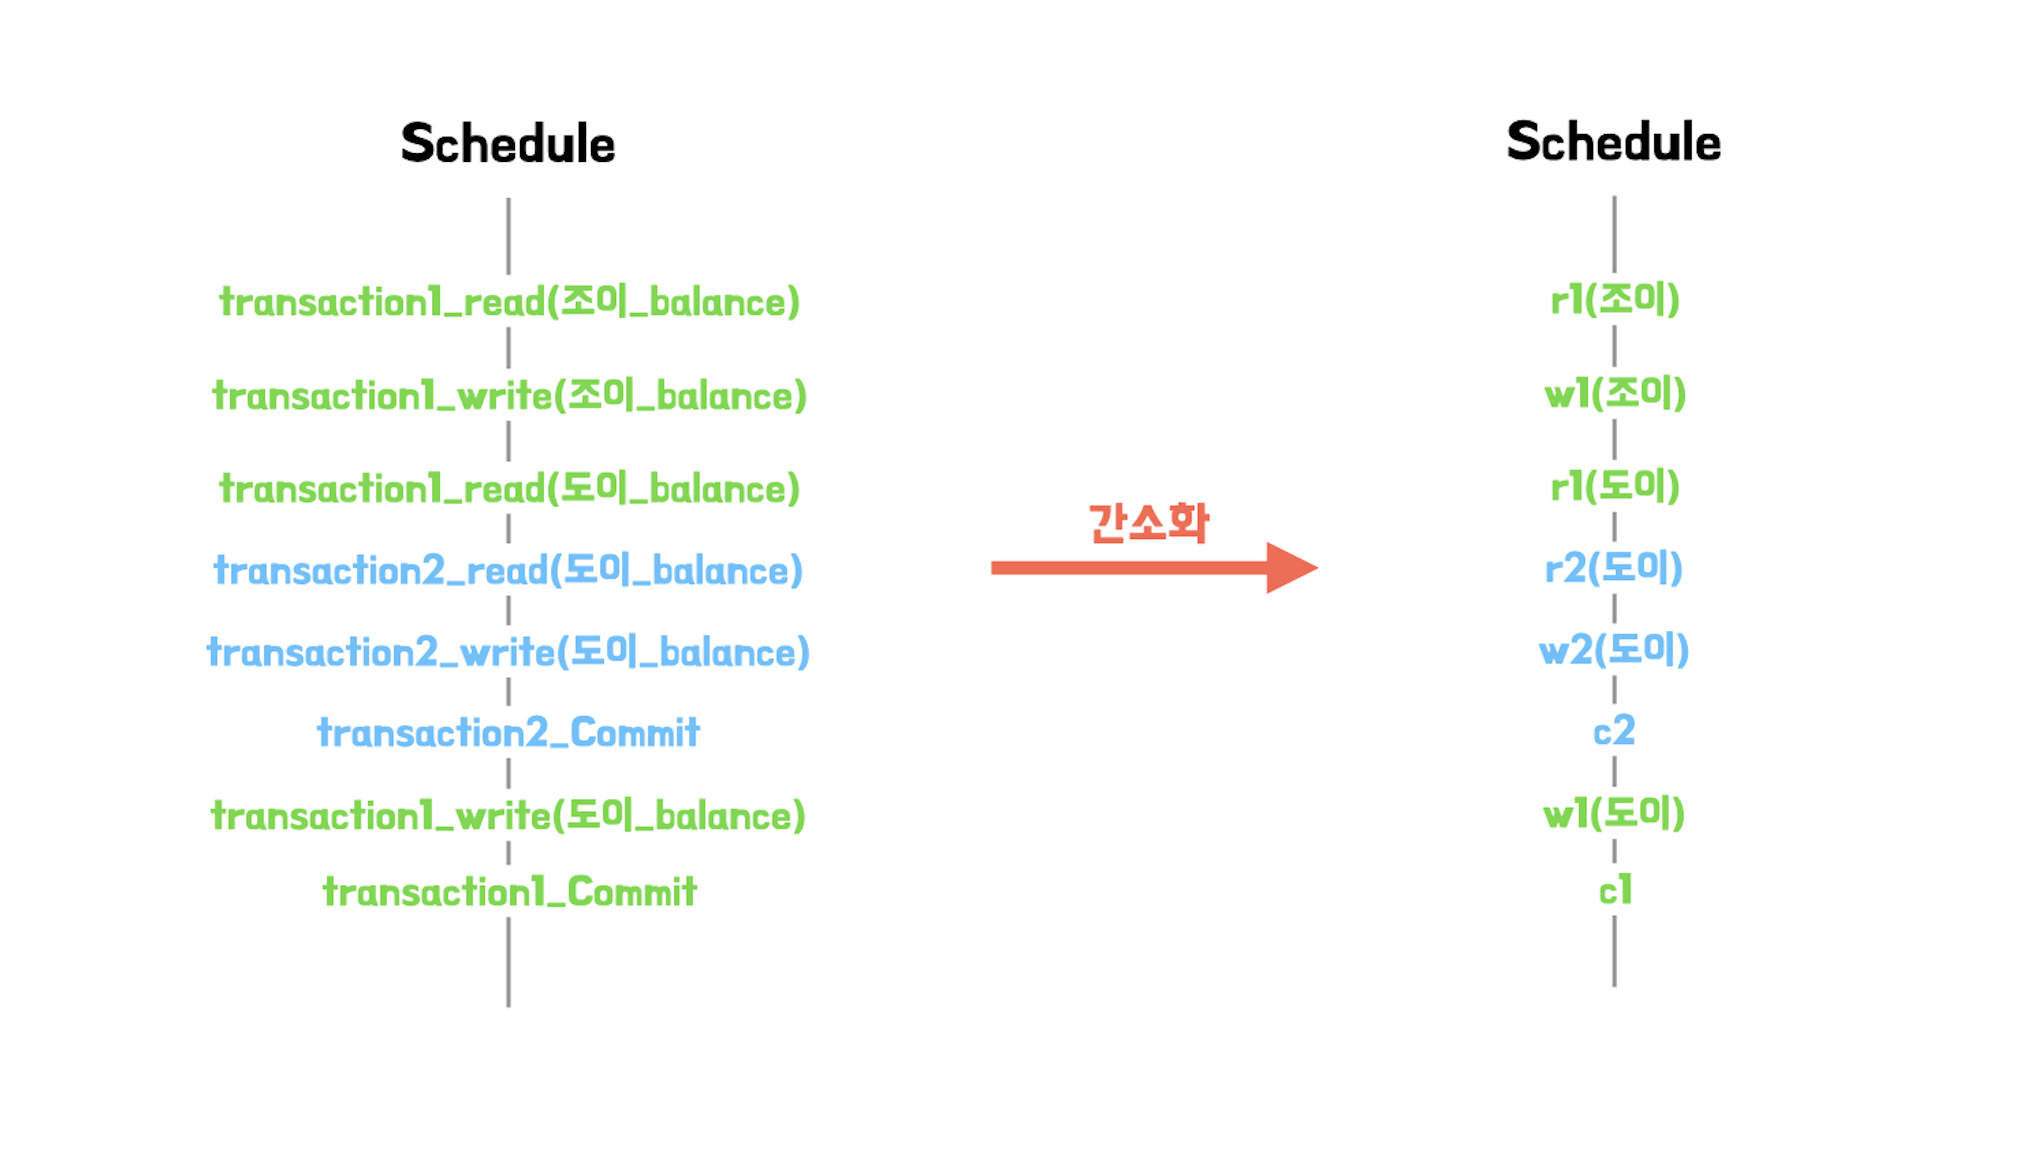 Schedule
transaction1_read(조이_balance)
transaction1_write(조이_balance)
transaction1_read(도이_balance)
transaction2_read(도이_balance)
transaction2_write(도이_balance)
transaction2_Commit
transaction1_write(도이_balance)
transaction1_Commit
간소화
Schedule
r1(조이)
w1(조이)
r1(도이)
r2(도이)
w2(도이)
c2
w1(도이)
c1